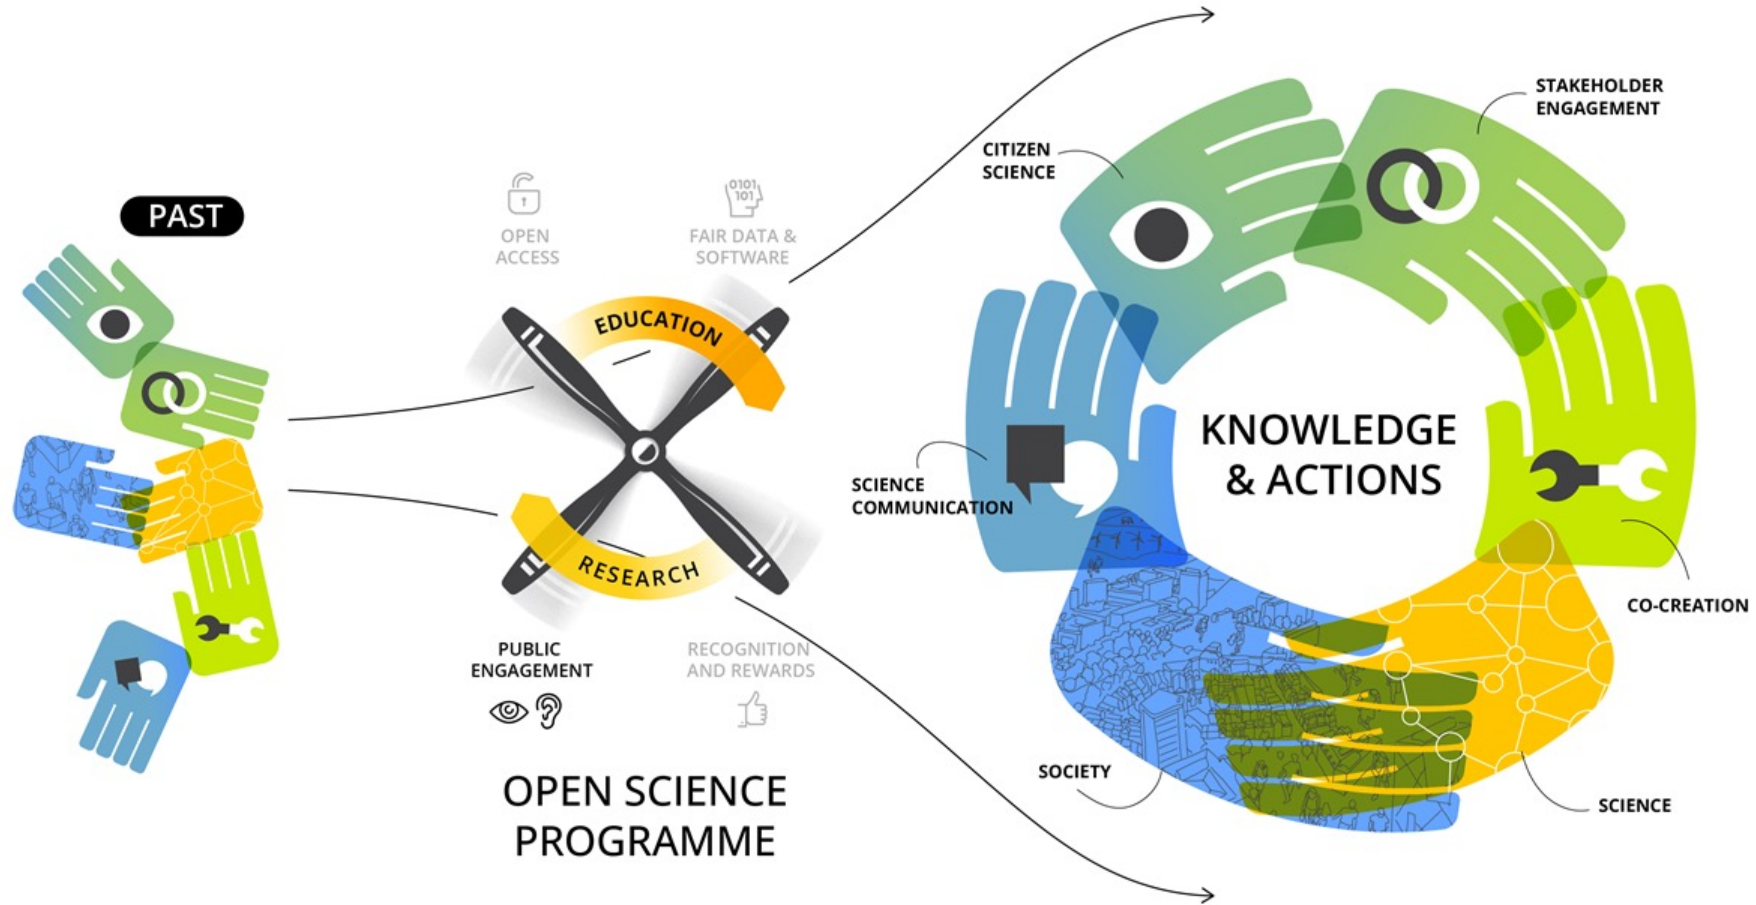 PAST
OPEN
ACCESS
0101
101
FAIR DATA &
SOFTWARE
EDUCATION
RESEARCH
PUBLIC
ENGAGEMENT
RECOGNITION
AND REWARDS
OPEN SCIENCE
PROGRAMME
CITIZEN
SCIENCE
STAKEHOLDER
ENGAGEMENT
KNOWLEDGE
& ACTIONS
SCIENCE
COMMUNICATION
CO-CREATION
SOCIETY
SCIENCE